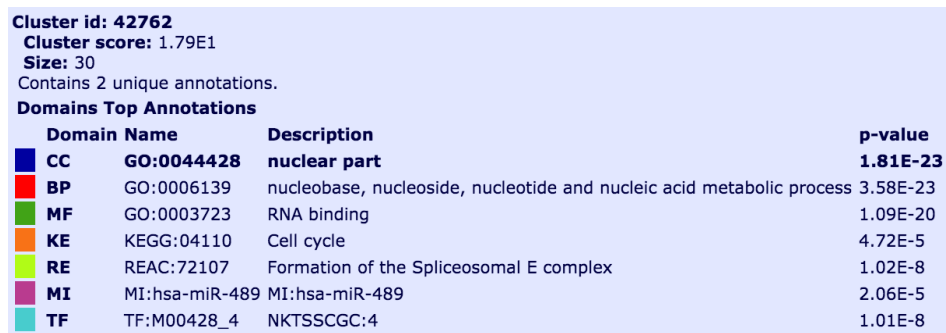 Cluster id: 42762
Cluster score: 1.79E1
Size: 30
Contains 2 unique annotations.
Domains Top Annotations
Domain Name Description p-value
CC GO:0044428 nuclear part 1.81E-23
BP GO:0006139 nucleobase, nucleoside, nucleotide and nucleic acid metabolic process 3.58E-23
MF GO:0003723 RNA binding 1.09E-20
KE KEGG:04110 Cell cycle 4.72E-5
RE REAC:72107 Formation of the Spliceosomal E complex 1.02E-8
MI MI:hsa-miR-489 MI:hsa-miR-489 2.06E-5
TF TF:M00428_4 NKTSSCGC:4 1.01E-8